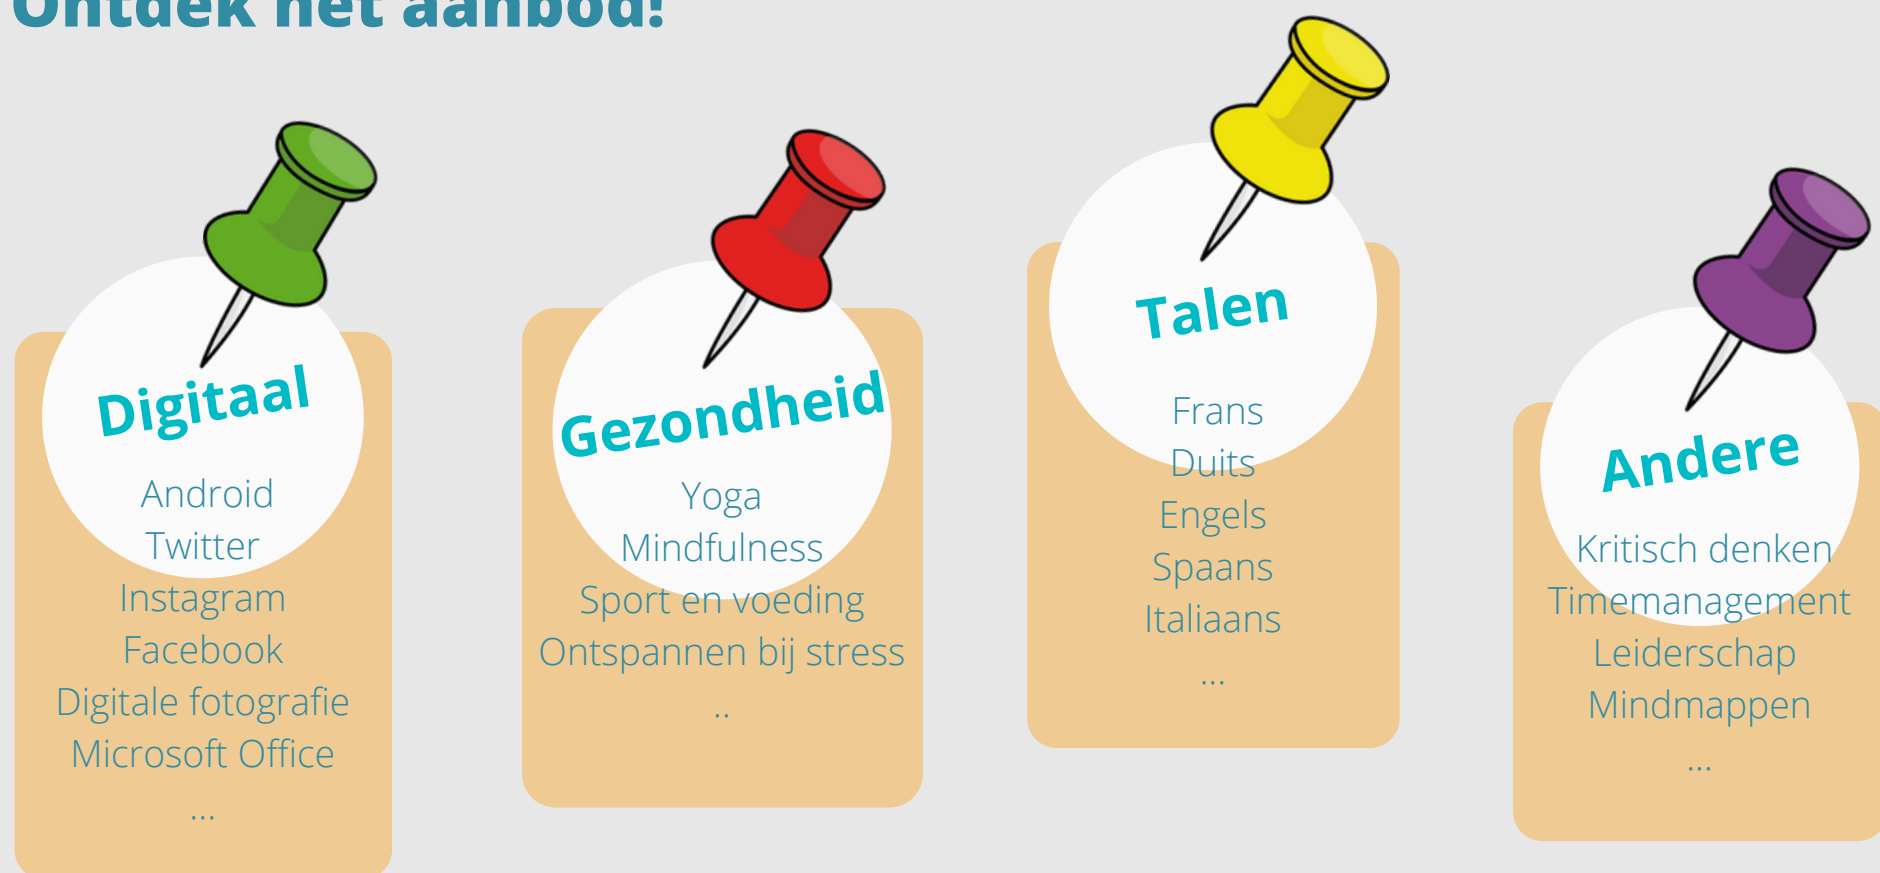 Ontdek het aanbod!
Digitaal
Android
Twitter
Instagram
Facebook
Digitale fotografie
Microsoft Office
...
Gezondheid
Yoga
Mindfulness
Sport en voeding
Ontspannen bij stress
..
Talen
Frans
Duits
Engels
Spaans
Italiaans
...
Andere
Kritisch denken
Timemanagement
Leiderschap
Mindmappen
...